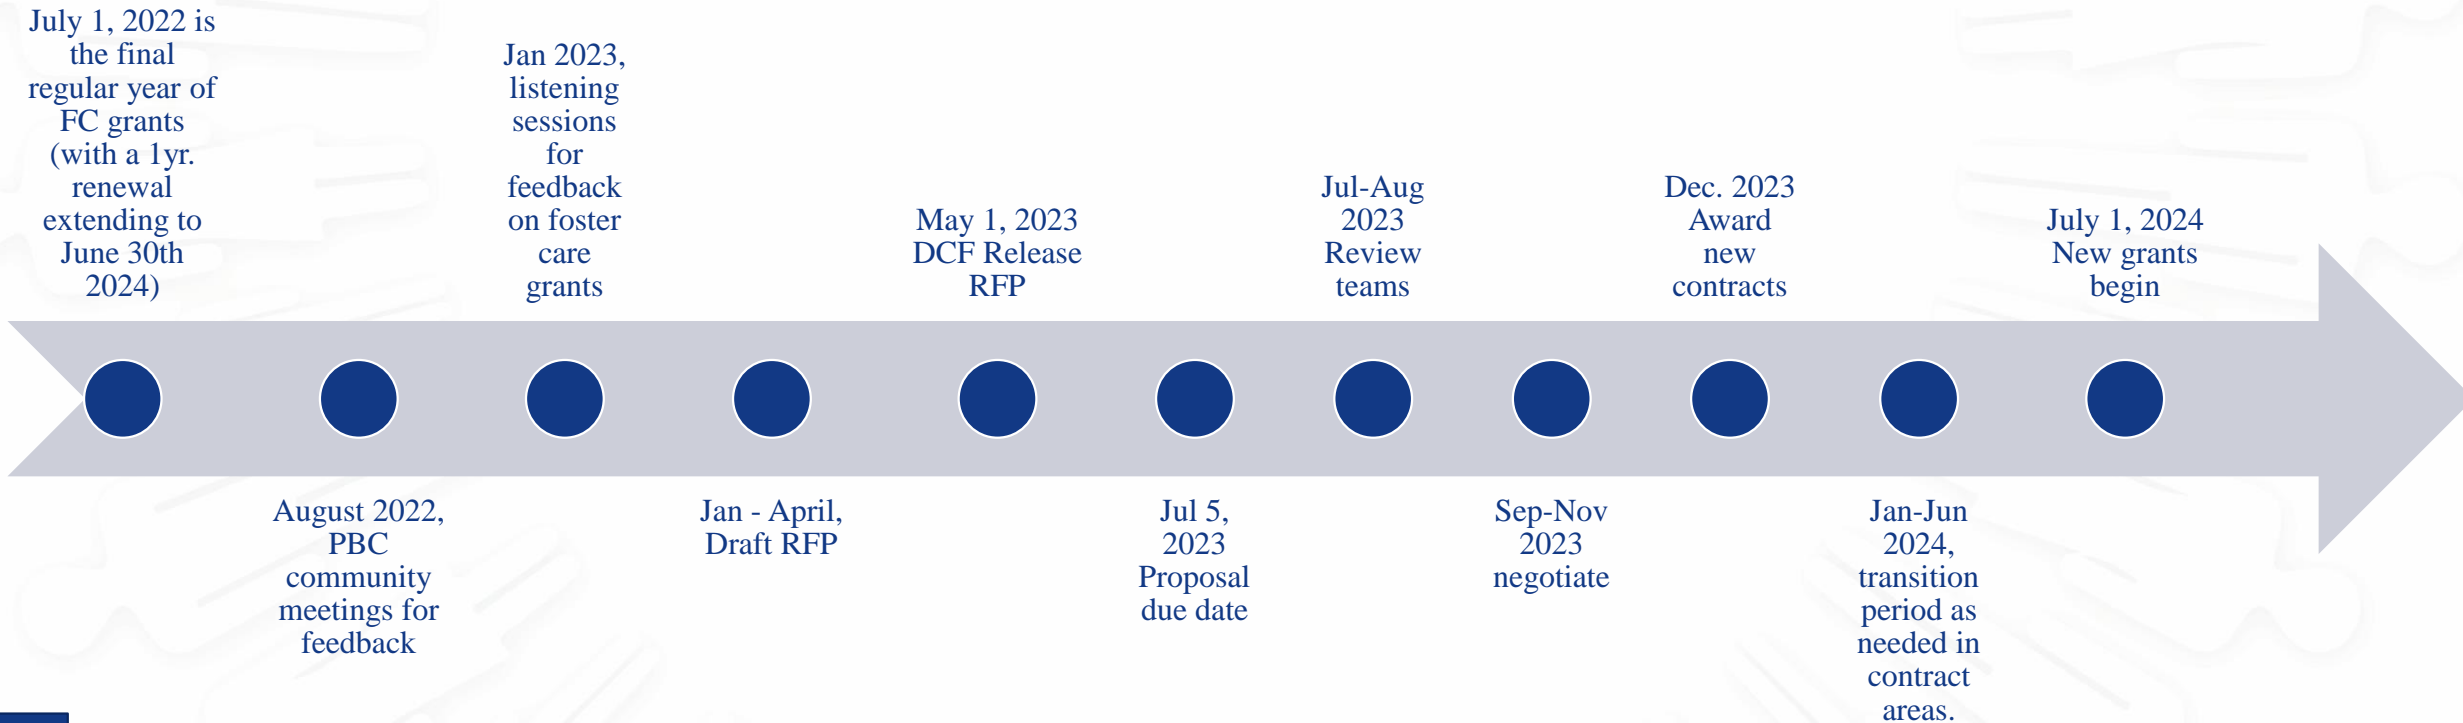 July 1, 2022 is
the final
regular year of
FC grants
(with a 1yr.
renewal
extending to
June 30th
2024)
August 2022,
PBC
community
meetings for
feedback
Jan 2023,
listening
sessions
for
feedback
on foster
care
grants
Jan - April,
Draft RFP
May 1, 2023
DCF Release
RFP
Jul 5,
2023
Proposal
due date
Jul-Aug
2023
Review
teams
Sep-Nov
2023
negotiate
Dec. 2023
Award
new
contracts
Jan-Jun
2024,
transition
period as
needed in
contract
areas.
July 1, 2024
New grants
begin